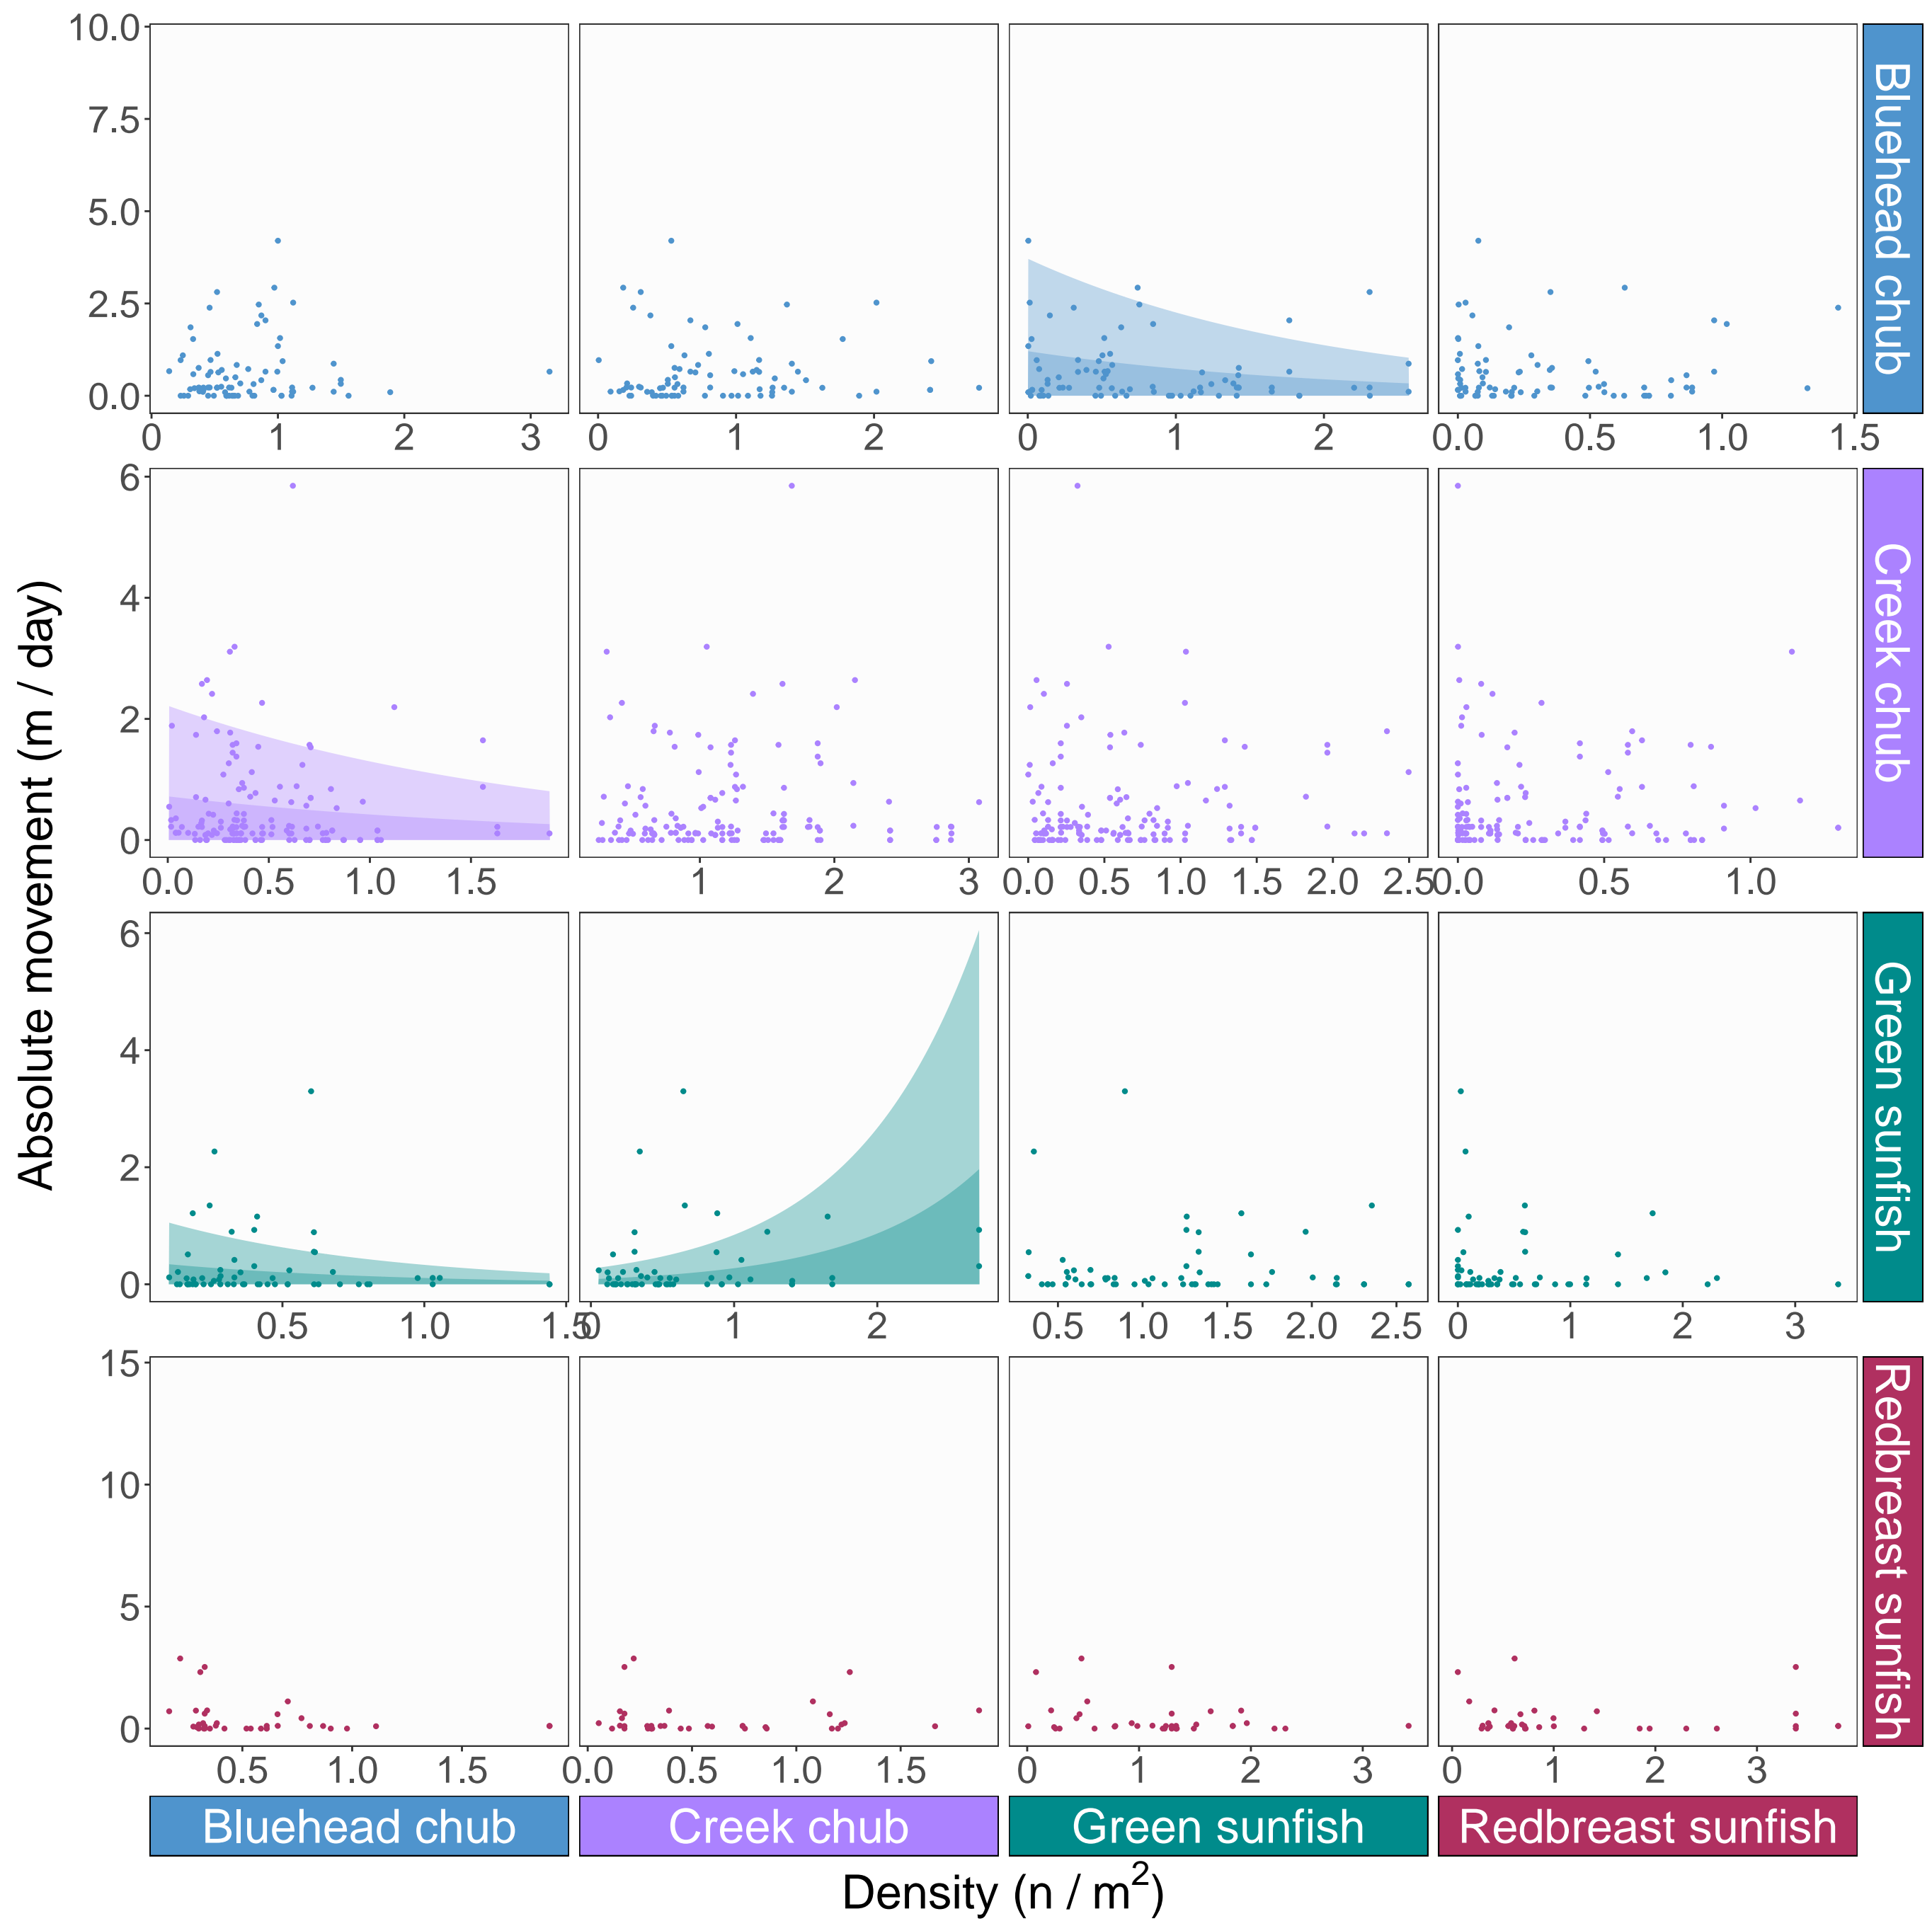 10.0
7.5
5.0
2.5
0.0
0 1 2 3
0 1 2
0 1 2
0.0 0.5 1.0 1.5
Bluehead chub
6
4
2
0
0.0 0.5 1.0 1.5
1 2 3
0.0 0.5 1.0 1.5 2.0 2.5
0.0 0.5 1.0
Creek chub
6
4
2
0
0.5 1.0 1.5
0 1 2
0.5 1.0 1.5 2.0 2.5
0 1 2 3
Green sunfish
15
10
5
0
0.5 1.0 1.5
0.0 0.5 1.0 1.5
0 1 2 3
0 1 2 3
Redbreast sunfish
Absolute movement (m / day)
Bluehead chub
Creek chub
Green sunfish
Redbreast sunfish
Density (n / m²)